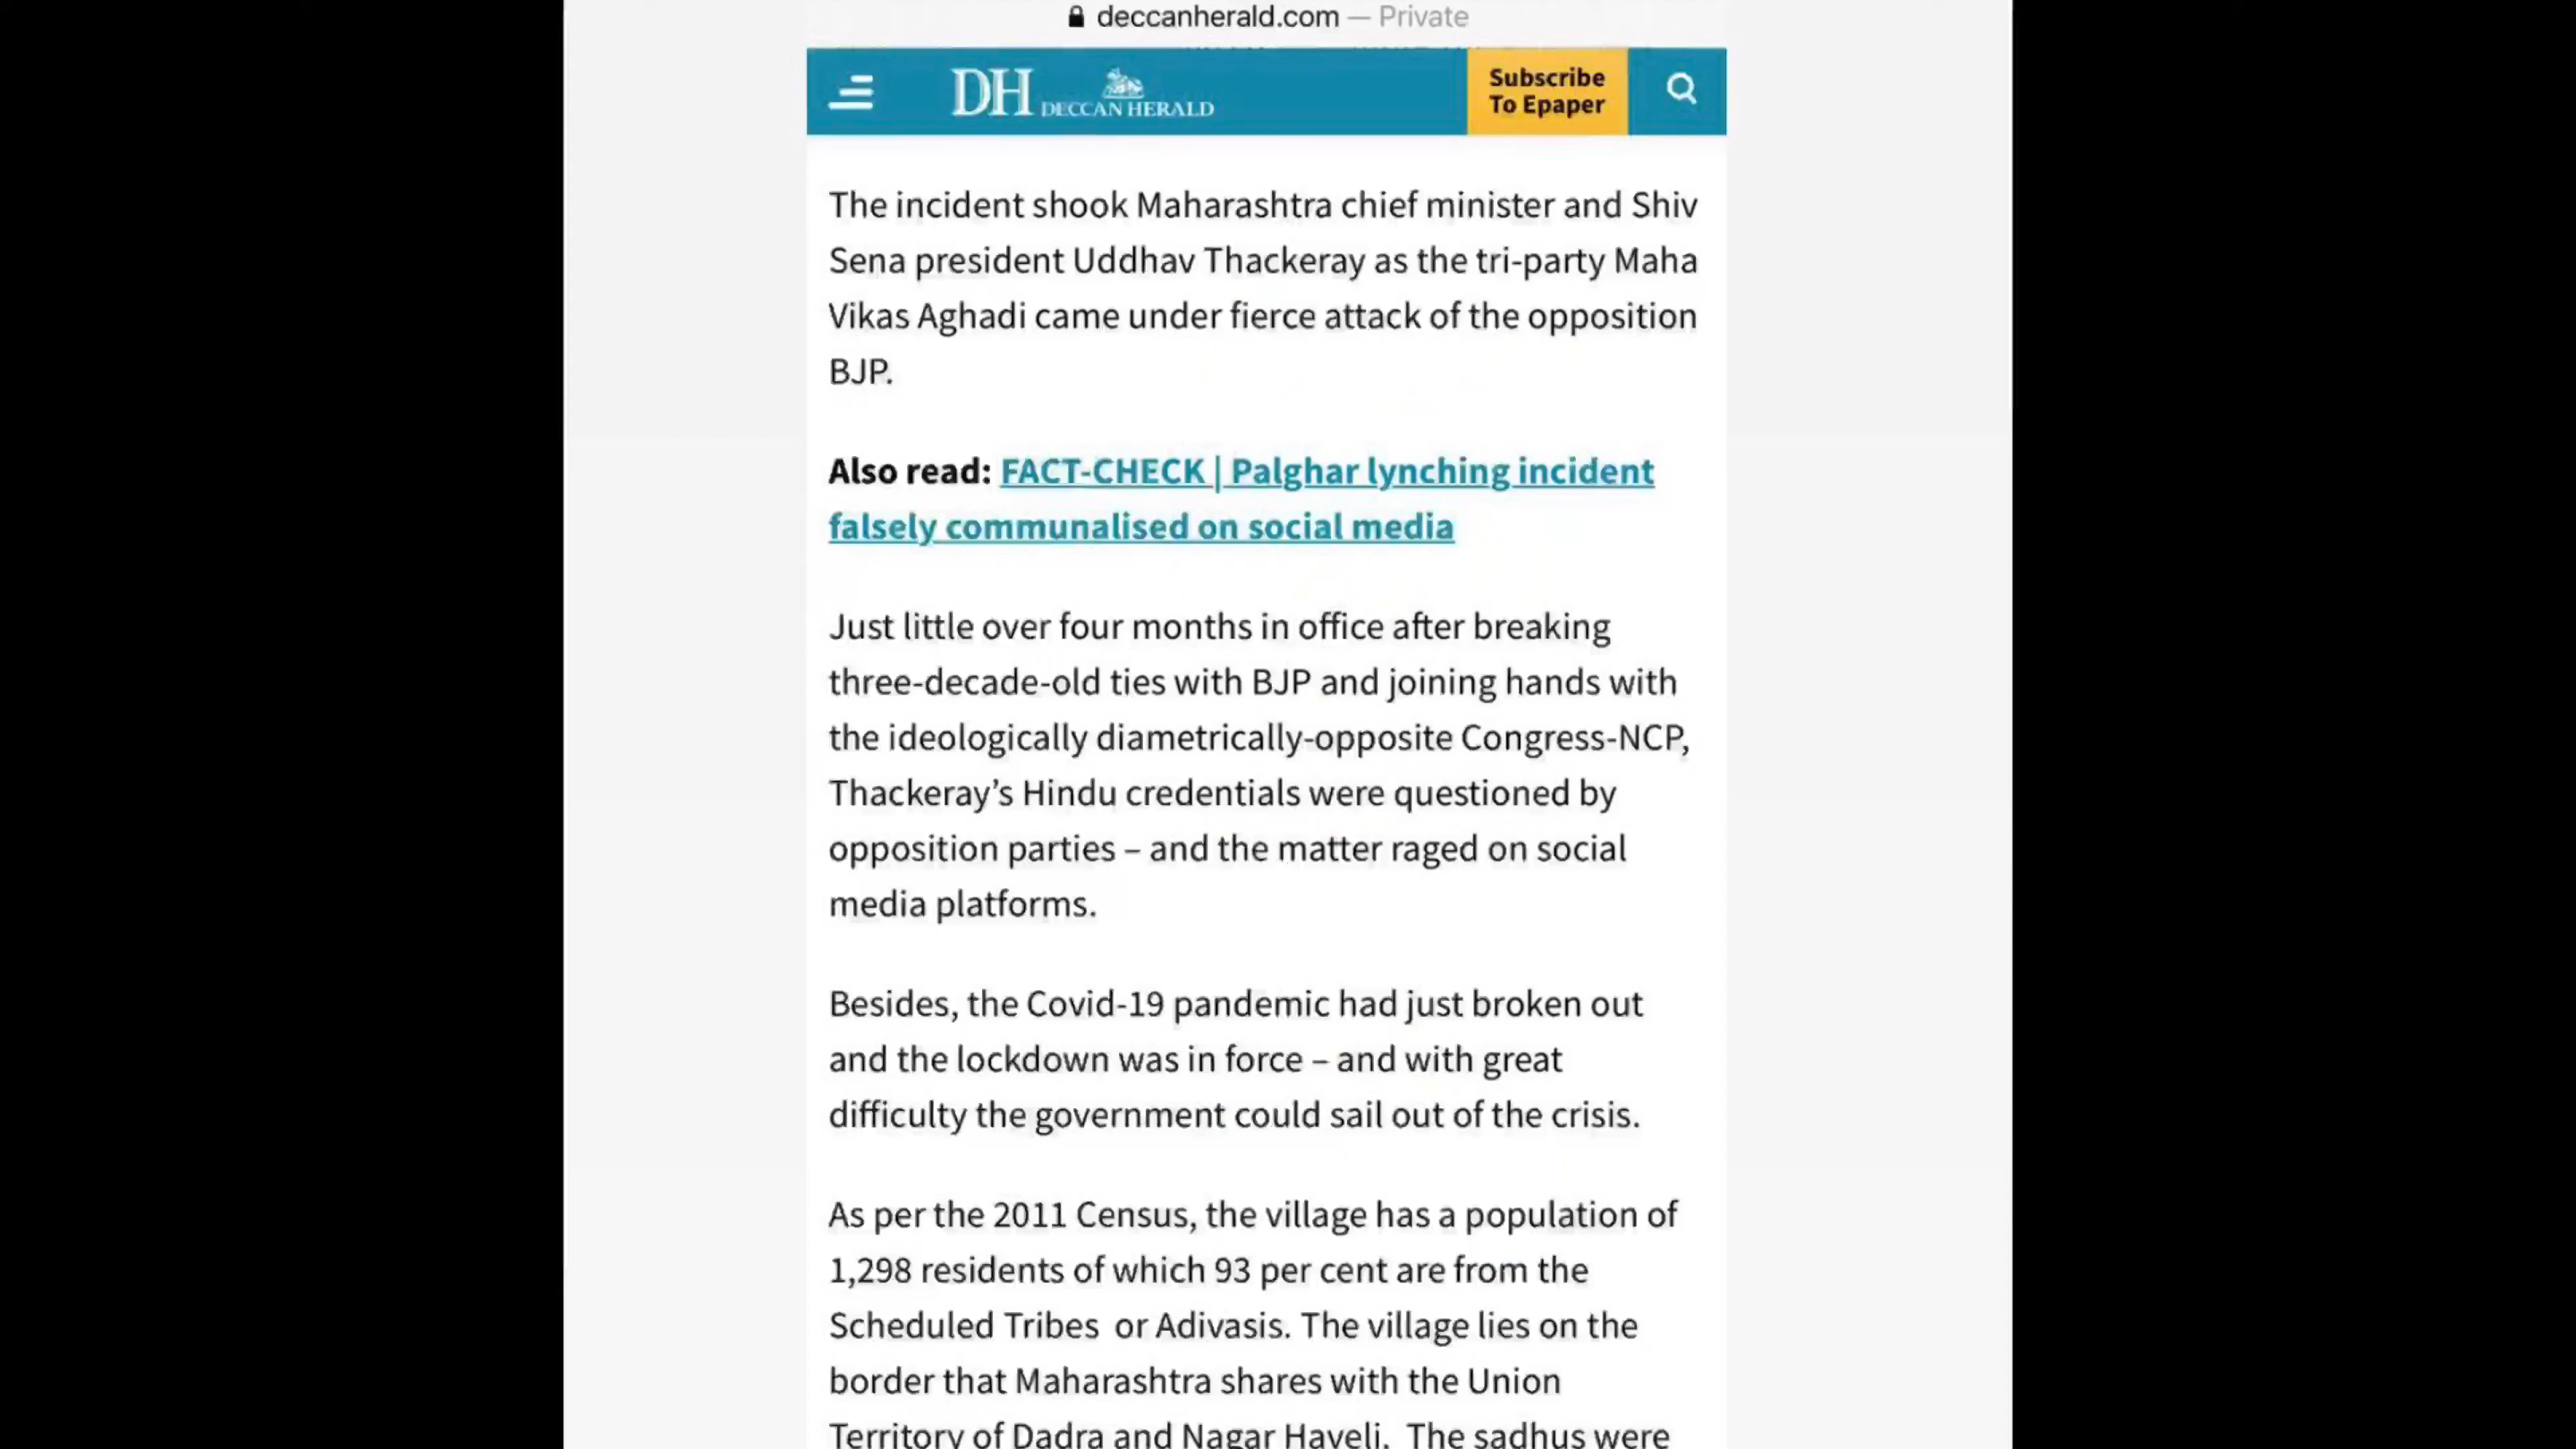 deccanherald.com — Private
DH DECCAN HERALD
Subscribe
To Epaper
The incident shook Maharashtra chief minister and Shiv
Sena president Uddhav Thackeray as the tri-party Maha
Vikas Aghadi came under fierce attack of the opposition
BJP.
Also read: FACT-CHECK | Palghar lynching incident
falsely communalised on social media
Just little over four months in office after breaking
three-decade-old ties with BJP and joining hands with
the ideologically diametrically-opposite Congress-NCP,
Thackeray’s Hindu credentials were questioned by
opposition parties – and the matter raged on social
media platforms.
Besides, the Covid-19 pandemic had just broken out
and the lockdown was in force – and with great
difficulty the government could sail out of the crisis.
As per the 2011 Census, the village has a population of
1,298 residents of which 93 per cent are from the
Scheduled Tribes or Adivasis. The village lies on the
border that Maharashtra shares with the Union
Territory of Dadra and Nagar Haveli. The sadhus were